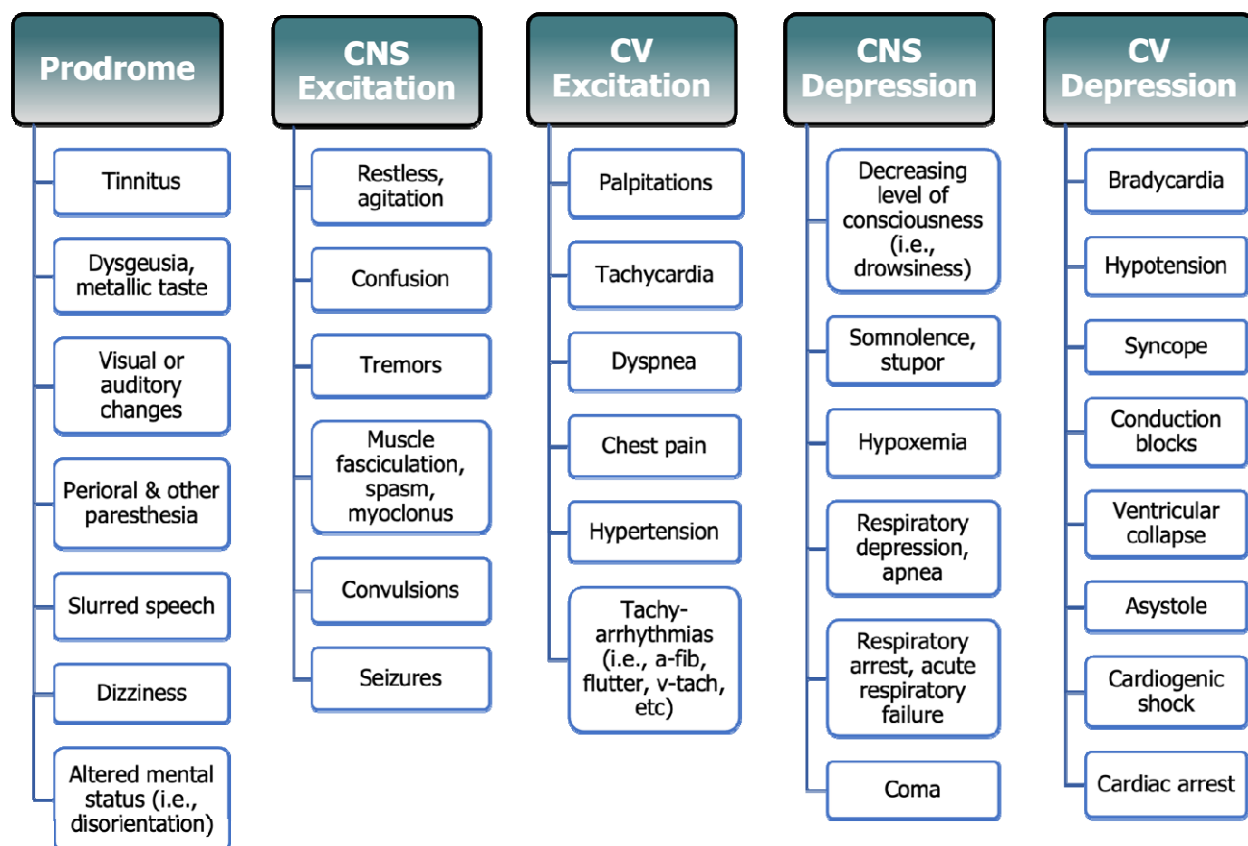 Prodrome
Tinnitus
Dysgeusia,
metallic taste
Visual or
auditory
changes
Perioral & other
paresthesia
Slurred speech
Dizziness
Altered mental
status (i.e.,
disorientation)
CNS
Excitation
Restless,
agitation
Confusion
Tremors
Muscle
fasciculation,
spasm,
myoclonus
Convulsions
Seizures
CV
Excitation
Palpitations
Tachycardia
Dyspnea
Chest pain
Hypertension
Tachy-
arrhythmias
(i.e., a-fib,
flutter, v-tach,
etc)
CNS
Depression
Decreasing
level of
consciousness
(i.e.,
drowsiness)
Somnolence,
stupor
Hypoxemia
Respiratory
depression,
apnea
Respiratory
arrest, acute
respiratory
failure
Coma
CV
Depression
Bradycardia
Hypotension
Syncope
Conduction
blocks
Ventricular
collapse
Asystole
Cardiogenic
shock
Cardiac arrest